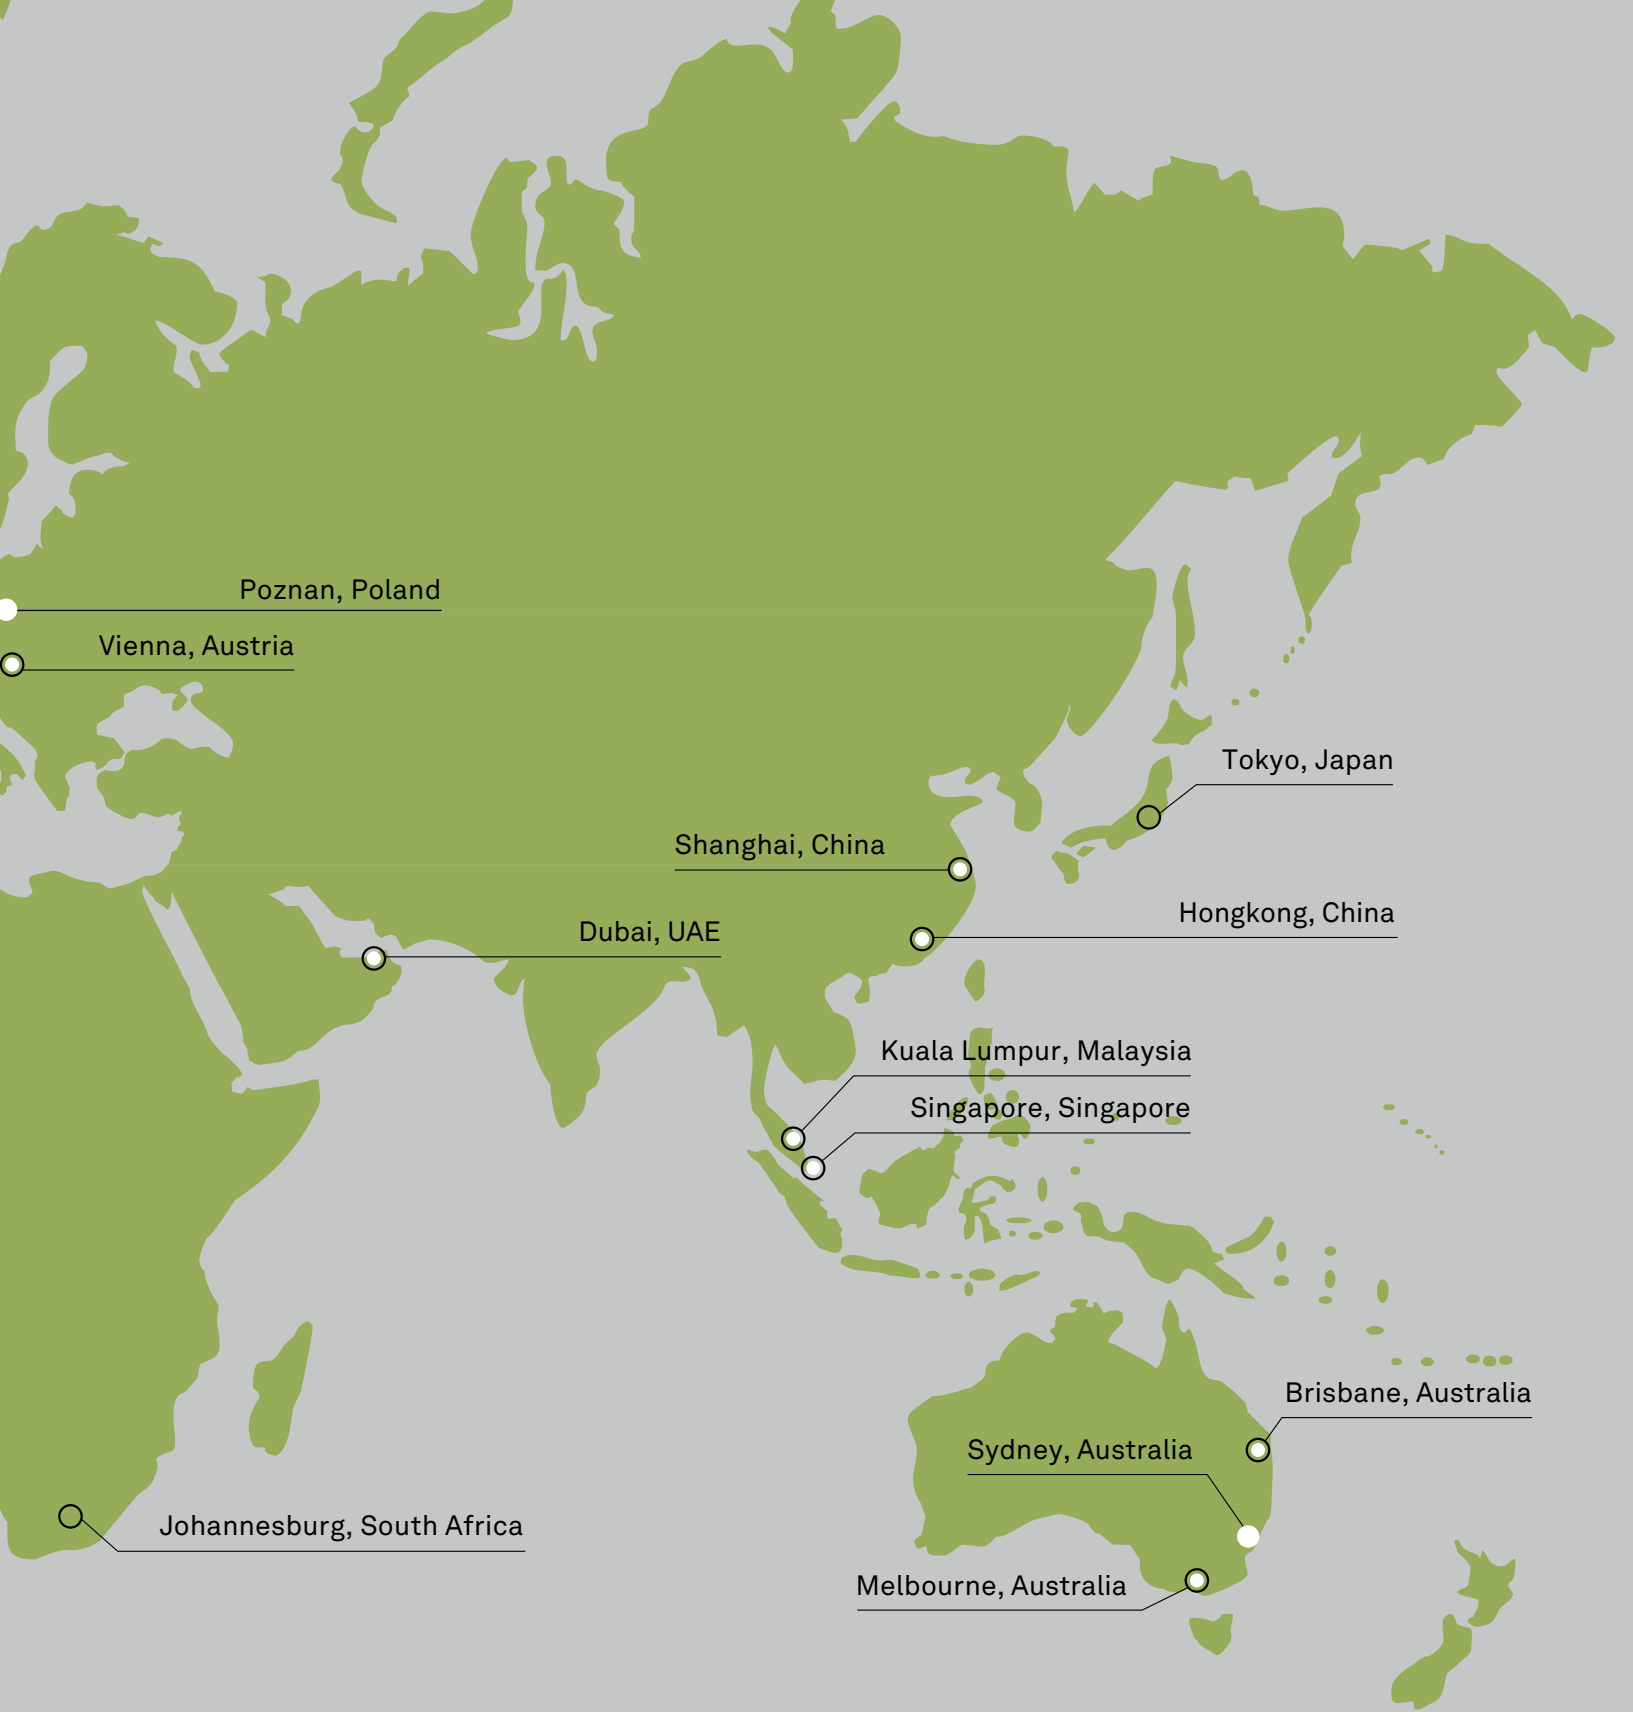 Poznan, Poland
Vienna, Austria
Tokyo, Japan
Shanghai, China
Hongkong, China
Dubai, UAE
Kuala Lumpur, Malaysia
Singapore, Singapore
Brisbane, Australia
Sydney, Australia
Johannesburg, South Africa
Melbourne, Australia